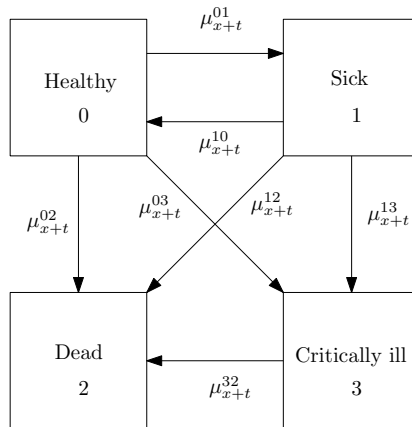 μ^{01}_{x+t}
Healthy
0
Sick
1
μ^{10}_{x+t}
μ^{02}_{x+t}
μ^{03}_{x+t}
μ^{12}_{x+t}
μ^{13}_{x+t}
Dead
2
Critically ill
3
μ^{32}_{x+t}